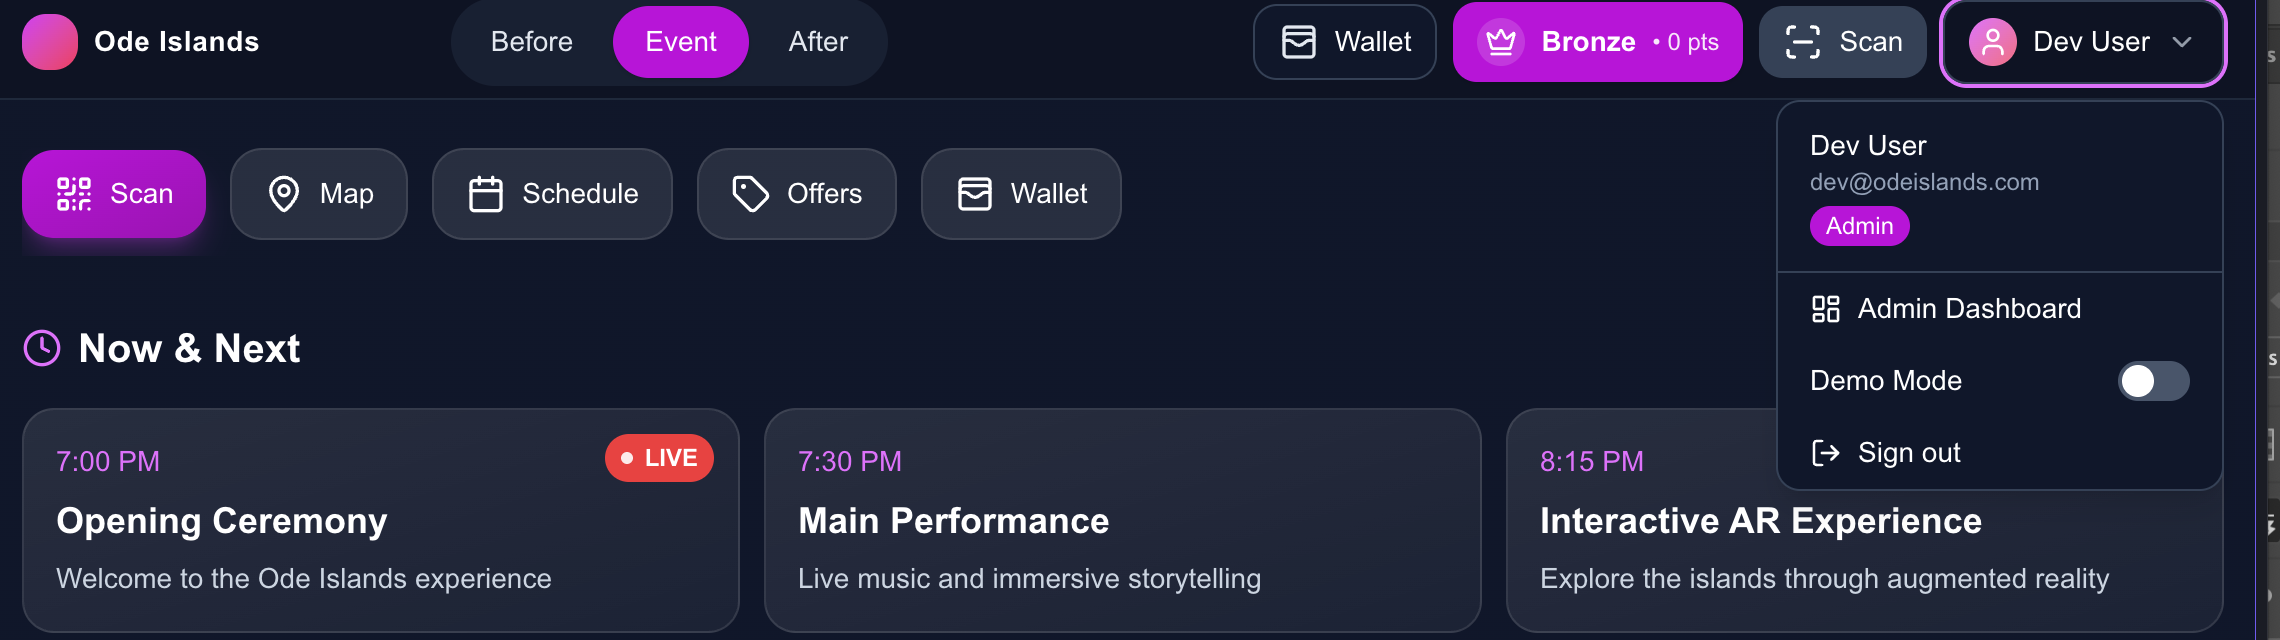 Ode Islands
Before Event After
Wallet
Bronze • 0 pts
Scan
Dev User
Scan Map Schedule Offers Wallet
Dev User
dev@odeislands.com
Admin
Admin Dashboard
Demo Mode
Sign out
Now & Next
7:00 PM
LIVE
Opening Ceremony
Welcome to the Ode Islands experience
7:30 PM
Main Performance
Live music and immersive storytelling
8:15 PM
Interactive AR Experience
Explore the islands through augmented reality